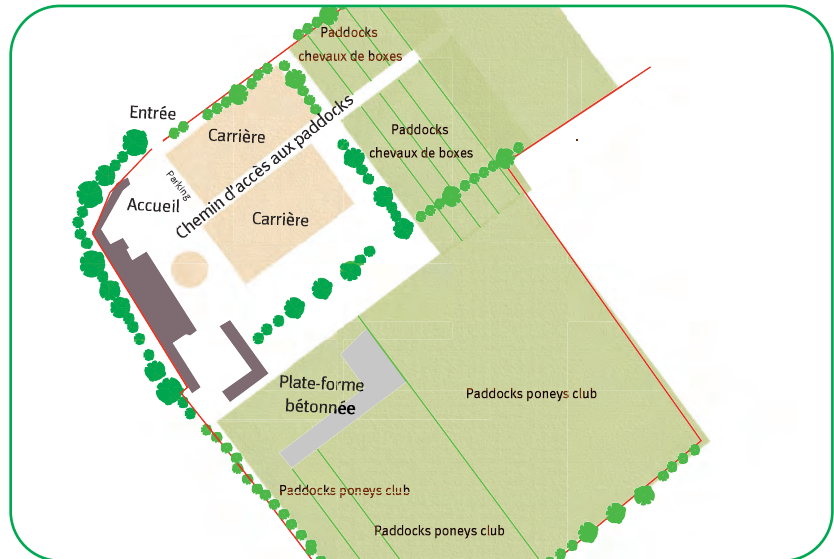 Paddocks
chevaux de boxes
Entrée
Carrière
Chemin d'accès aux paddocks
Paddocks
chevaux de boxes
Parking
Accueil
Carrière
Plate-forme
bétonnée
Paddocks poneys club
Paddocks poneys club
Paddocks poneys club